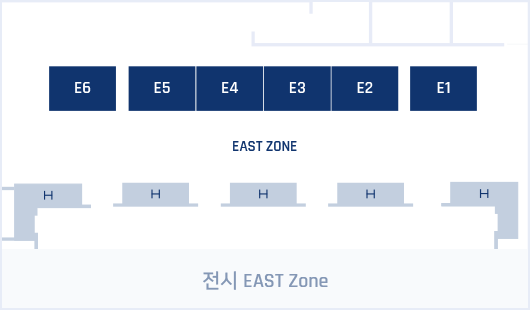 E6 E5 E4 E3 E2 E1
EAST ZONE
H H H H H
전시 EAST Zone